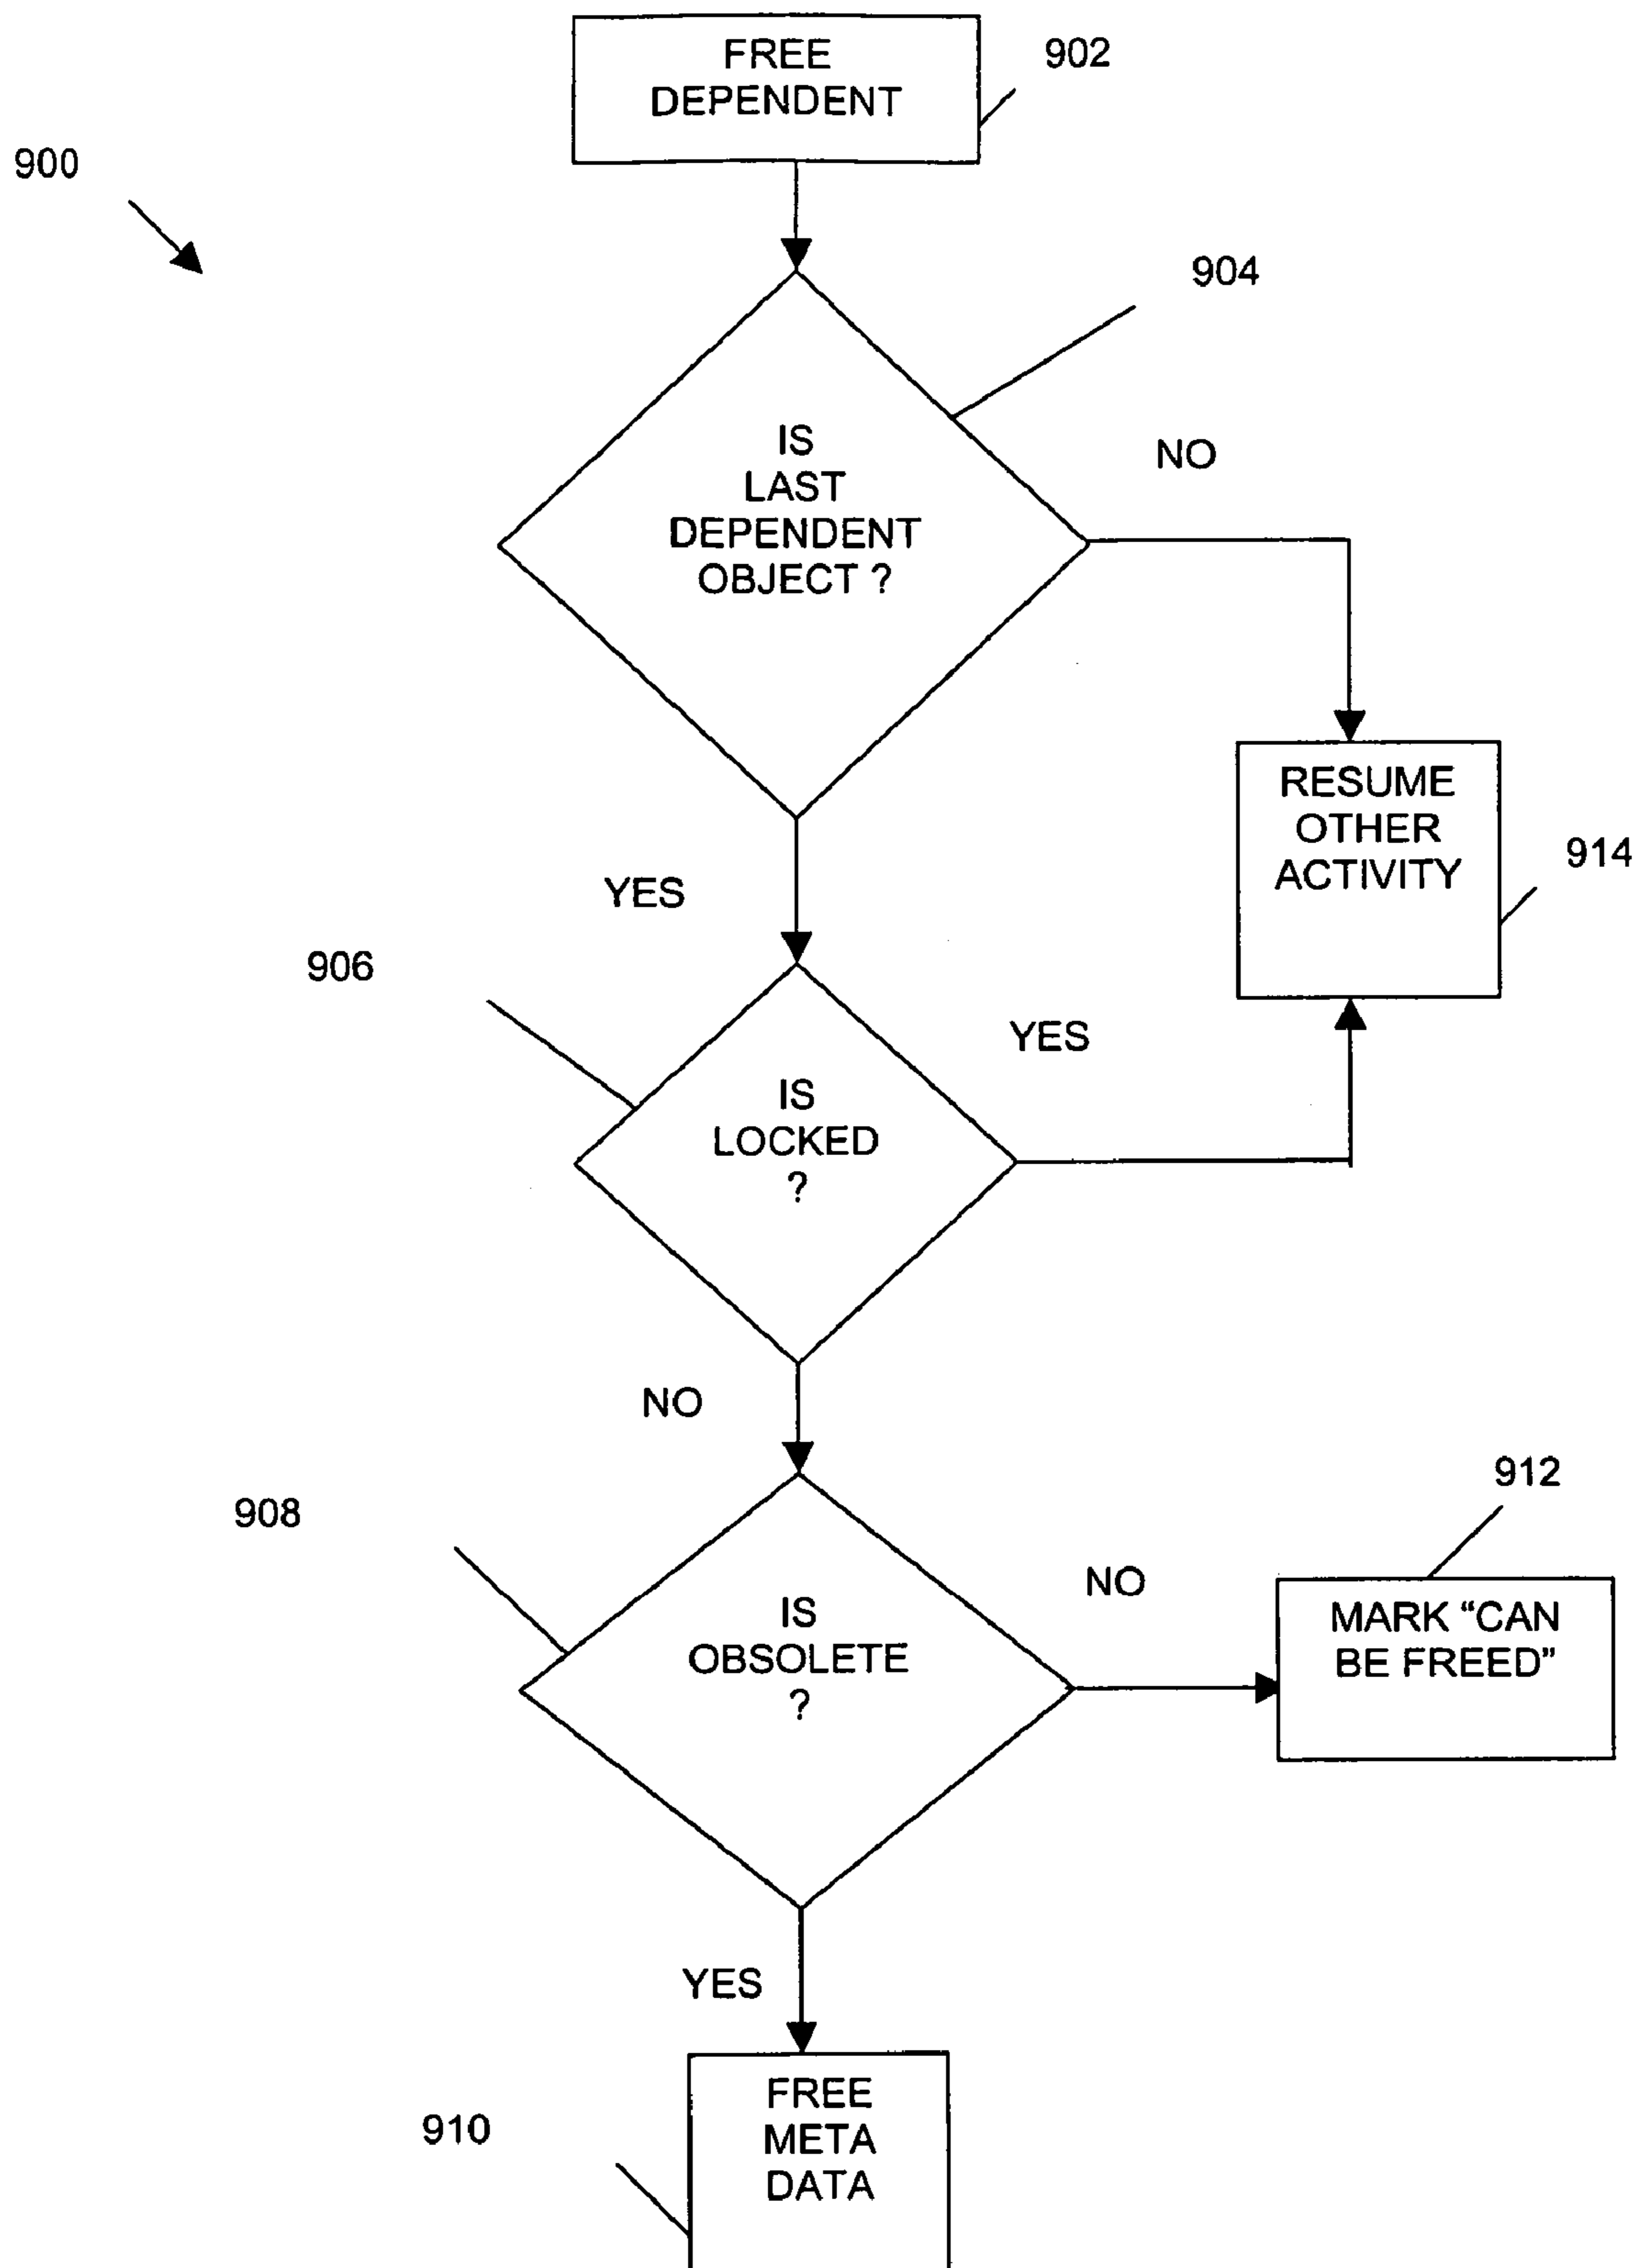 FREE
DEPENDENT
902
900
904
IS
LAST
DEPENDENT
OBJECT ?
NO
RESUME
OTHER
ACTIVITY
914
YES
906
YES
IS
LOCKED
?
NO
912
908
NO
IS
OBSOLETE
?
MARK “CAN
BE FREED”
YES
910
FREE
META
DATA